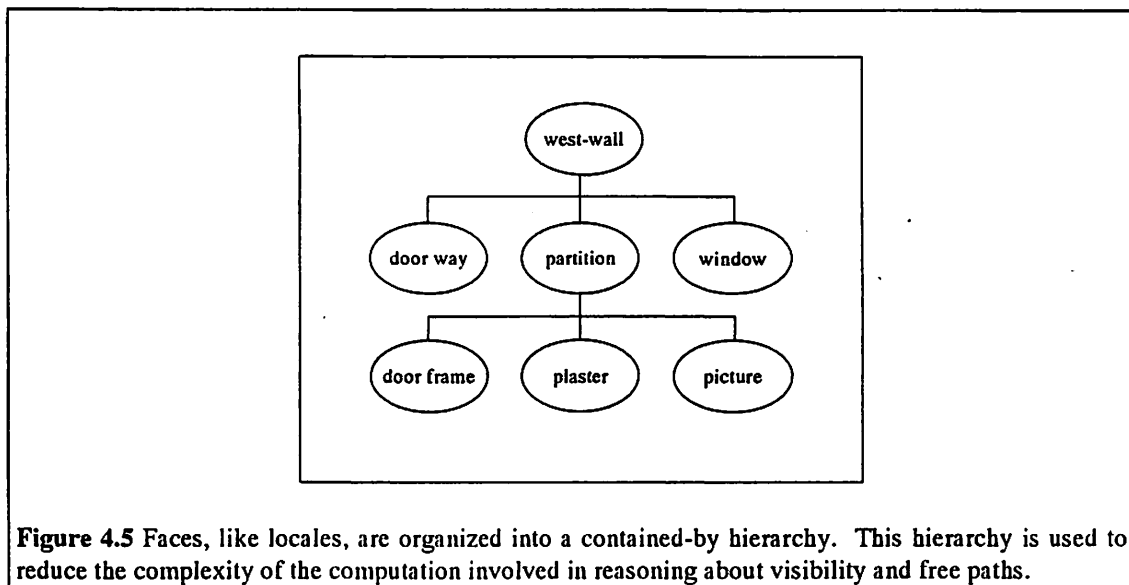 west-wall
door way partition window
door frame plaster picture
Figure 4.5 Faces, like locales, are organized into a contained-by hierarchy. This hierarchy is used to
reduce the complexity of the computation involved in reasoning about visibility and free paths.